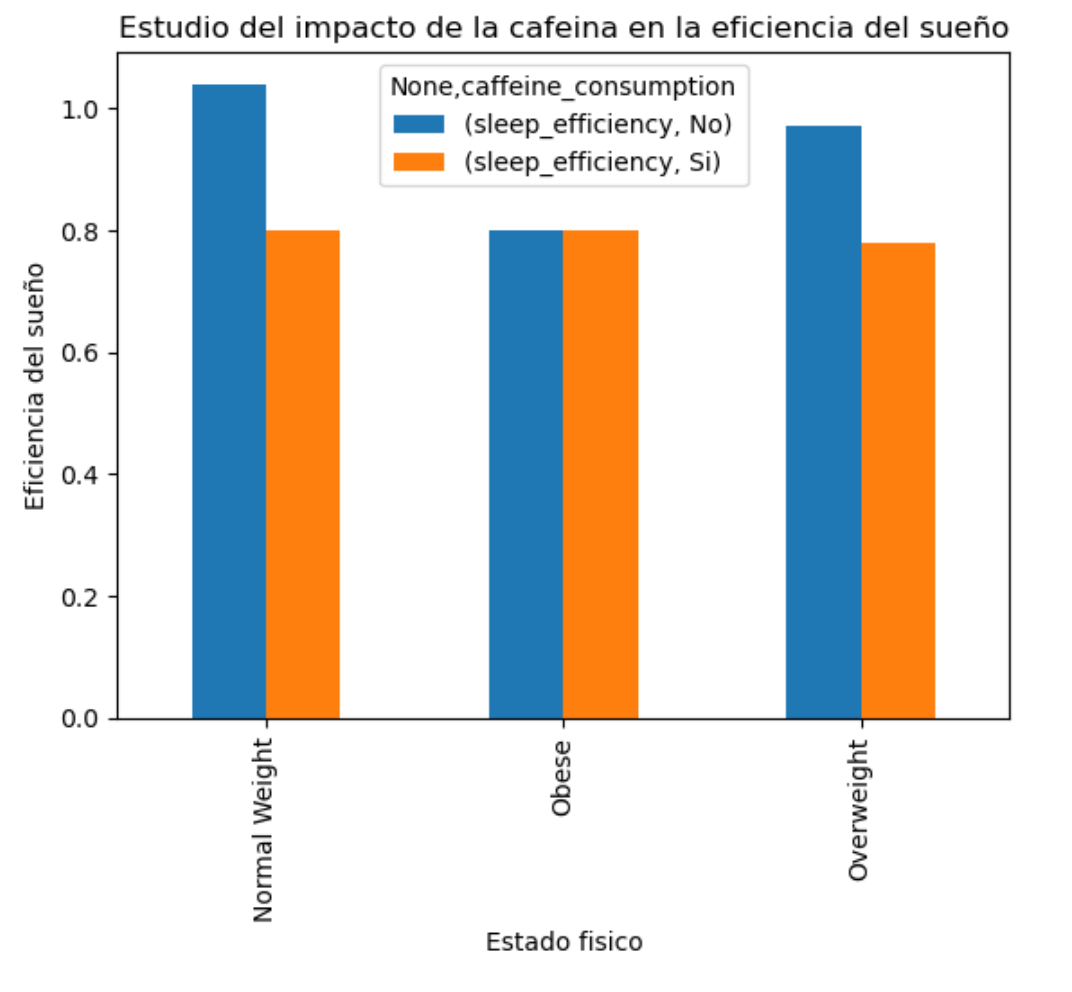 Estudio del impacto de la cafeina en la eficiencia del sueño
None,caffeine_consumption
(sleep_efficiency, No)
(sleep_efficiency, Si)
1.0
0.8
0.6
0.4
0.2
0.0
Eficiencia del sueño
Normal Weight
Obese
Overweight
Estado fisico